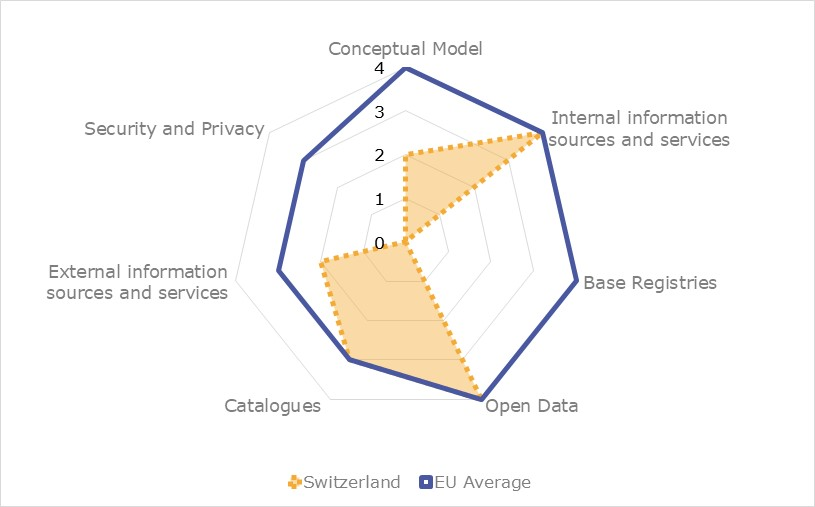 Conceptual Model
4
3
2
1
0
Internal information
sources and services
Security and Privacy
External information
sources and services
Base Registries
Catalogues
Open Data
Switzerland
EU Average